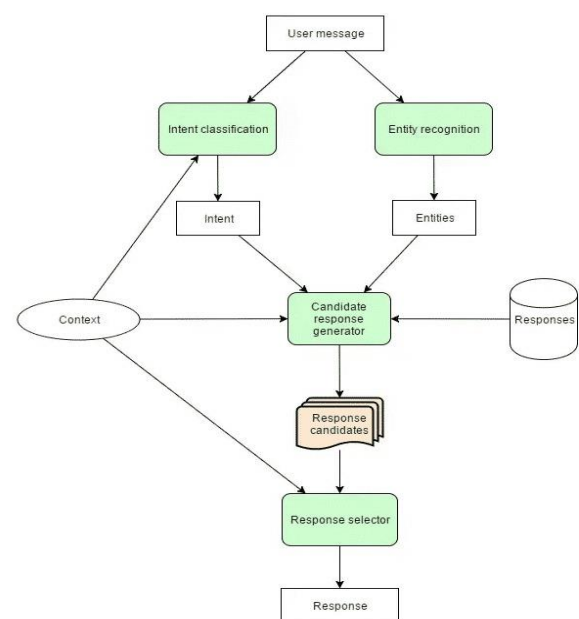 User message
Intent classification
Entity recognition
Intent
Entities
Context
Candidate
response
generator
Responses
Response
candidates
Response selector
Response